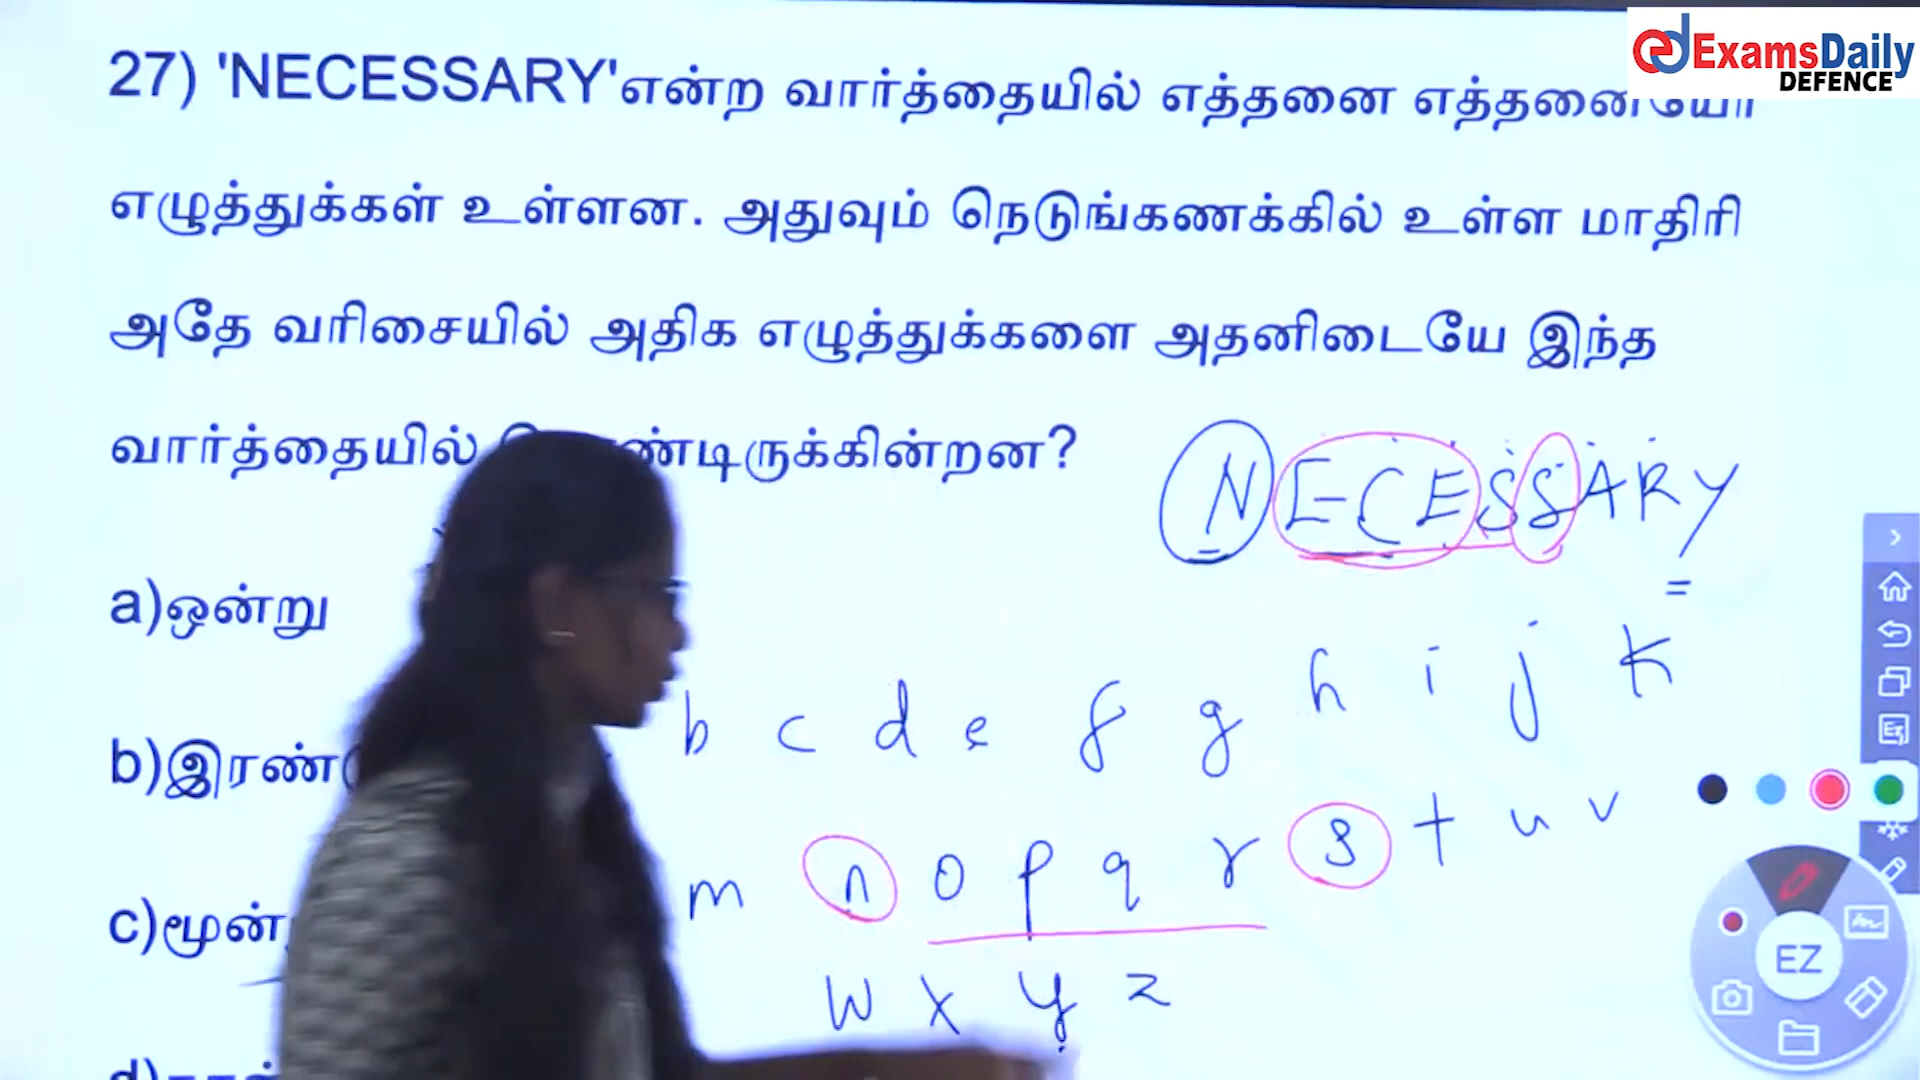 ExamsDaily
DEFENCE
27) 'NECESSARY'என்ற வார்த்தையில் எத்தனை எத்தனையோ
எழுத்துக்கள் உள்ளன. அதுவும் நெடுங்கணக்கில் உள்ள மாதிரி
அதே வரிசையில் அதிக எழுத்துக்களை அதனிடையே இந்த
வார்த்தையில் ண்டிருக்கின்றன?
NECESSARY
a)ஒன்று
b c d e f g h i j k
b)இரண்
m n o p q r s t u v
c)மூன்
w x y z
EZ